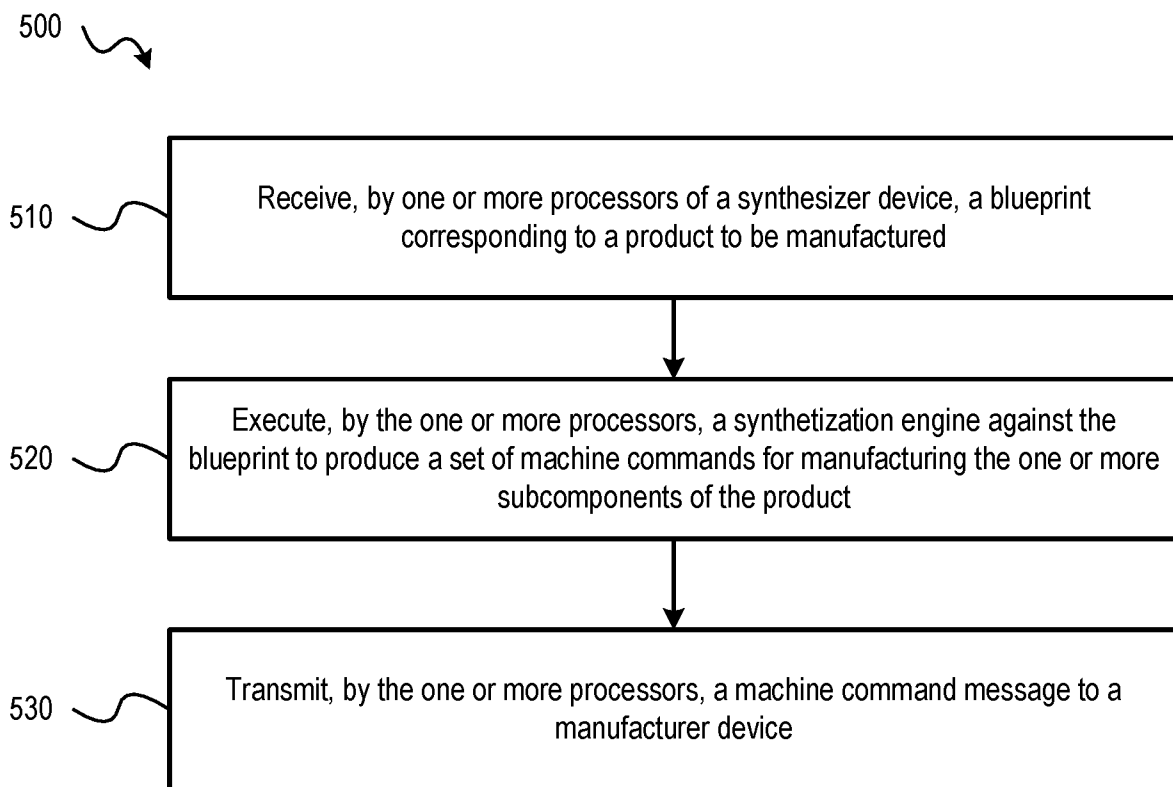 500
510
Receive, by one or more processors of a synthesizer device, a blueprint
corresponding to a product to be manufactured
520
Execute, by the one or more processors, a synthetization engine against the
blueprint to produce a set of machine commands for manufacturing the one or more
subcomponents of the product
530
Transmit, by the one or more processors, a machine command message to a
manufacturer device